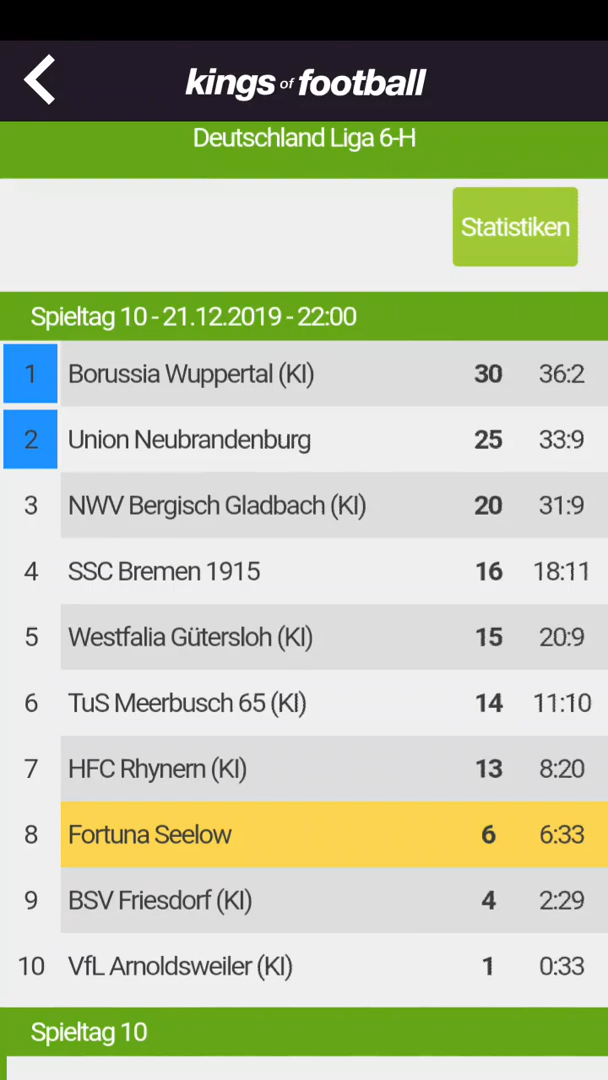 kings of football
Deutschland Liga 6-H
Statistiken
Spieltag 10 - 21.12.2019 - 22:00
1 Borussia Wuppertal (KI) 30 36:2
2 Union Neubrandenburg 25 33:9
3 NWV Bergisch Gladbach (KI) 20 31:9
4 SSC Bremen 1915 16 18:11
5 Westfalia Gütersloh (KI) 15 20:9
6 TuS Meerbusch 65 (KI) 14 11:10
7 HFC Rhynern (KI) 13 8:20
8 Fortuna Seelow 6 6:33
9 BSV Friesdorf (KI) 4 2:29
10 VfL Arnoldsweiler (KI) 1 0:33
Spieltag 10